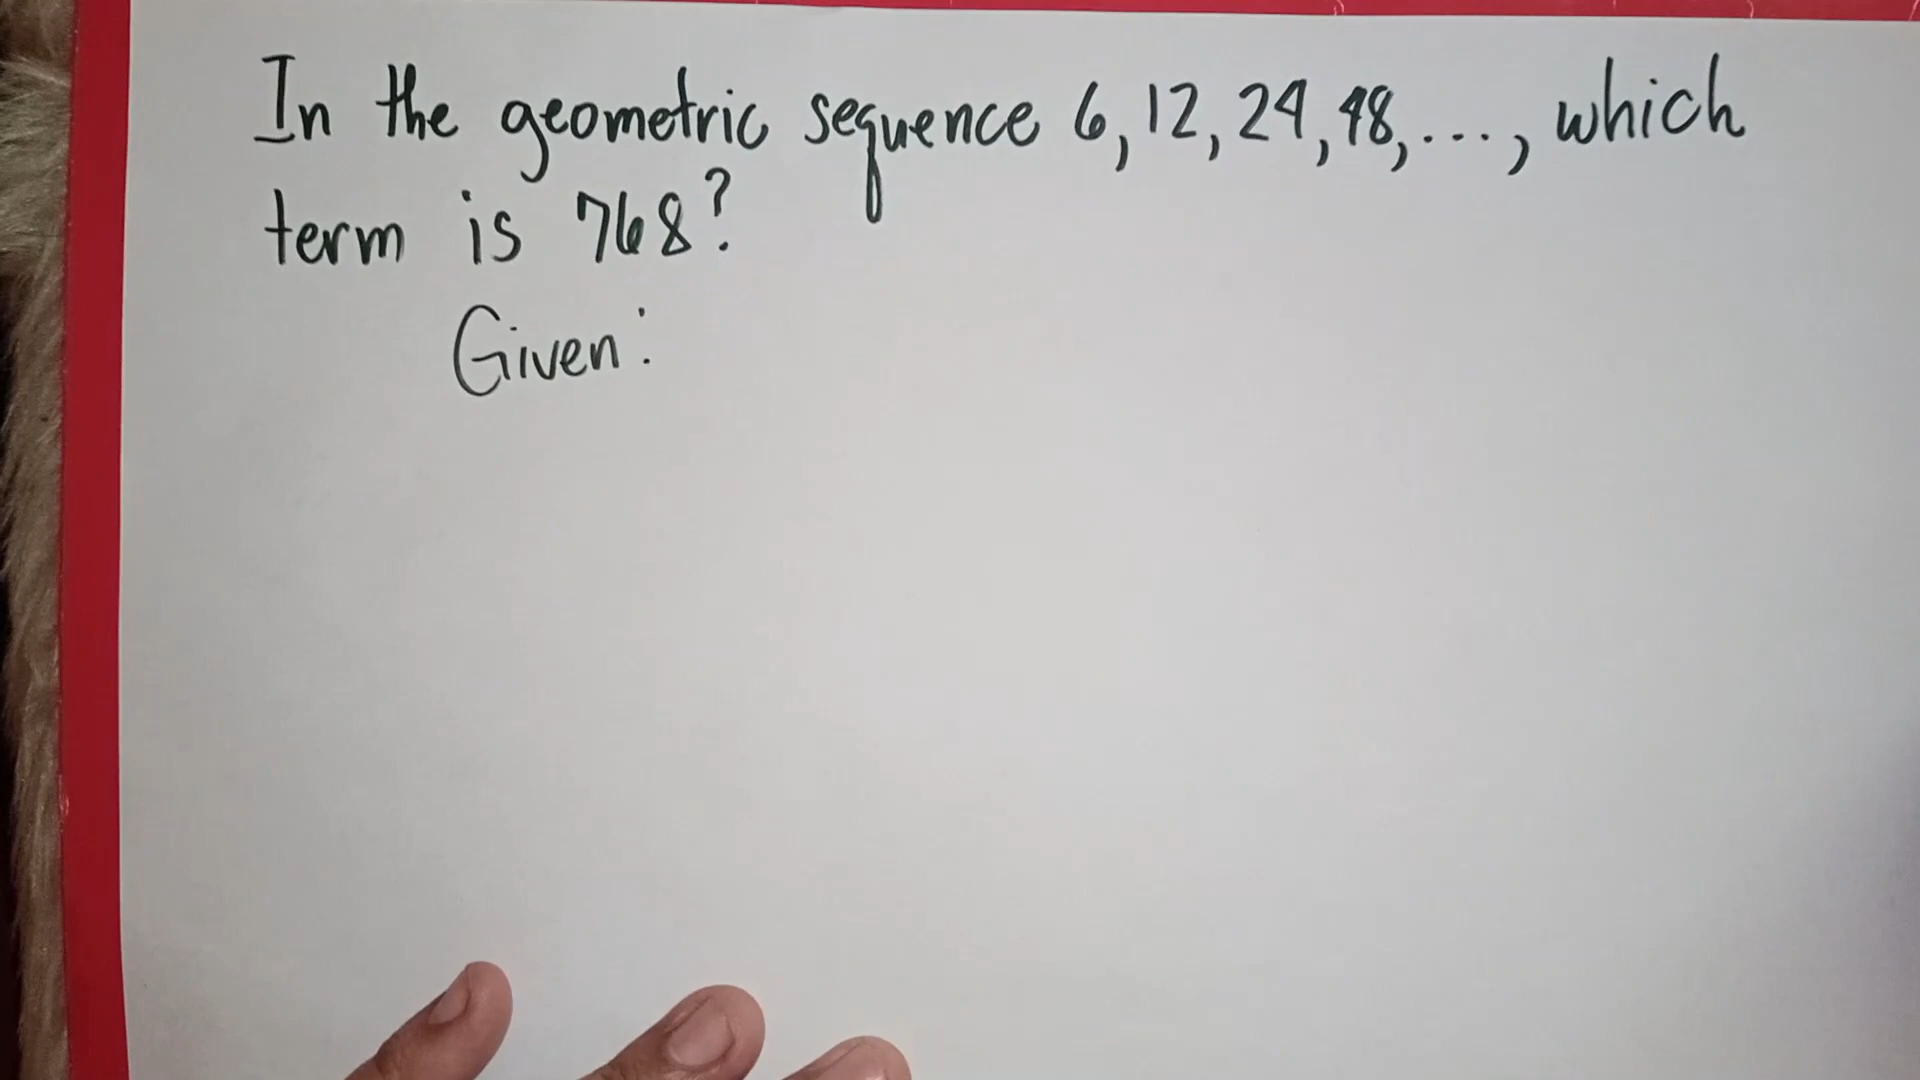 In the geometric sequence 6, 12, 24, 48, ..., which
term is 768?
Given: